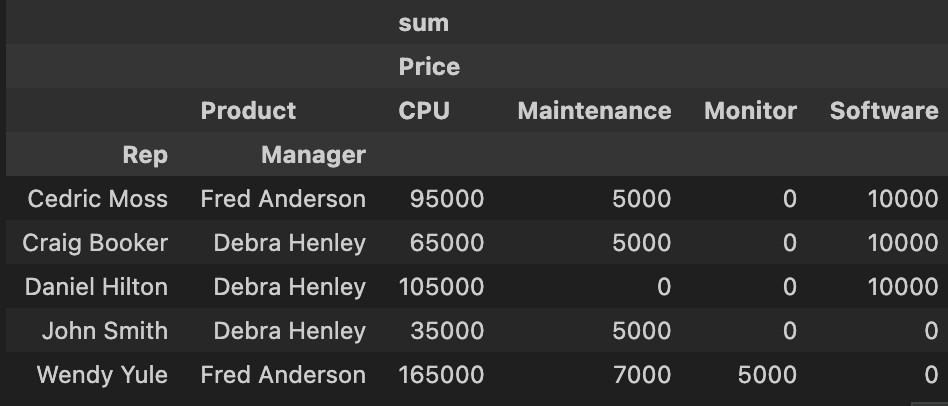 sum
Price
Product CPU Maintenance Monitor Software
Rep Manager
Cedric Moss Fred Anderson 95000 5000 0 10000
Craig Booker Debra Henley 65000 5000 0 10000
Daniel Hilton Debra Henley 105000 0 0 10000
John Smith Debra Henley 35000 5000 0 0
Wendy Yule Fred Anderson 165000 7000 5000 0